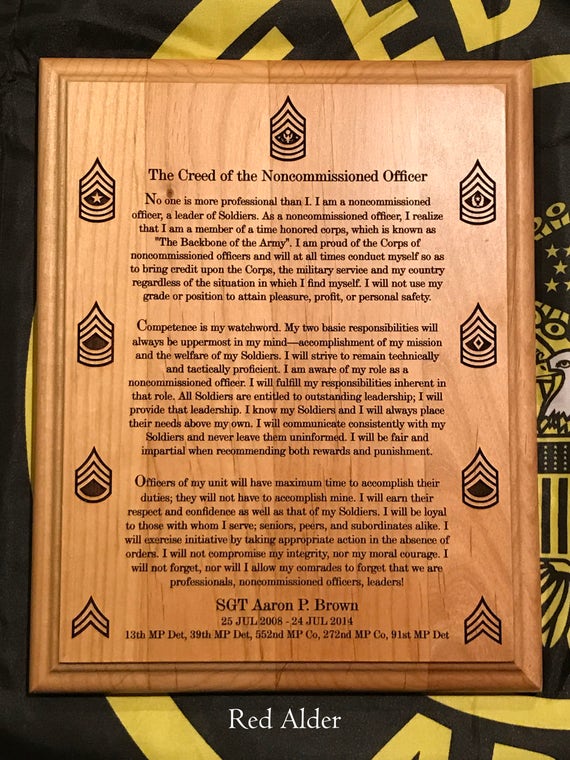 The Creed of the Noncommissioned Officer
No one is more professional than I. I am a noncommissioned
officer, a leader of Soldiers. As a noncommissioned officer, I realize
that I am a member of a time honored corps, which is known as
"The Backbone of the Army". I am proud of the Corps of
noncommissioned officers and will at all times conduct myself so as
to bring credit upon the Corps, the military service and my country
regardless of the situation in which I find myself. I will not use my
grade or position to attain pleasure, profit, or personal safety.
Competence is my watchword. My two basic responsibilities will
always be uppermost in my mind—accomplishment of my mission
and the welfare of my Soldiers. I will strive to remain technically
and tactically proficient. I am aware of my role as a
noncommissioned officer. I will fulfill my responsibilities inherent in
that role. All Soldiers are entitled to outstanding leadership; I will
provide that leadership. I know my Soldiers and I will always place
their needs above my own. I will communicate consistently with my
Soldiers and never leave them uninformed. I will be fair and
impartial when recommending both rewards and punishment.
Officers of my unit will have maximum time to accomplish their
duties; they will not have to accomplish mine. I will earn their
respect and confidence as well as that of my Soldiers. I will be loyal
to those with whom I serve; seniors, peers, and subordinates alike. I
will exercise initiative by taking appropriate action in the absence of
orders. I will not compromise my integrity, nor my moral courage. I
will not forget, nor will I allow my comrades to forget that we are
professionals, noncommissioned officers, leaders!
SGT Aaron P. Brown
25 JUL 2008 - 24 JUL 2014
13th MP Det, 39th MP Det, 552nd MP Co, 272nd MP Co, 91st MP Det
Red Alder